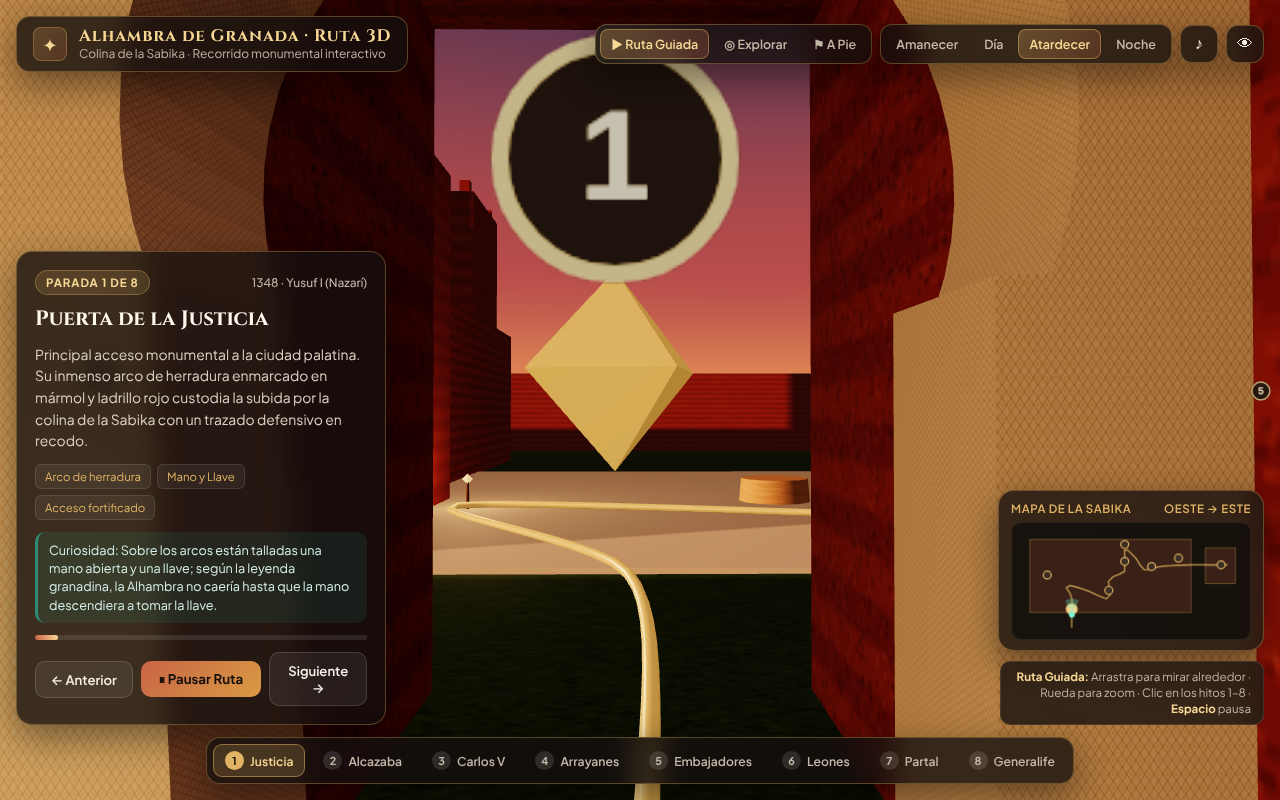 ALHAMBRA DE GRANADA · RUTA 3D
Colina de la Sabika · Recorrido monumental interactivo
▶ Ruta Guiada
◎ Explorar
⚑ A Pie
Amanecer
Día
Atardecer
Noche
1
PARADA 1 DE 8
1348 · Yusuf I (Nazarí)
PUERTA DE LA JUSTICIA
Principal acceso monumental a la ciudad palatina.
Su inmenso arco de herradura enmarcado en
mármol y ladrillo rojo custodia la subida por la
colina de la Sabika con un trazado defensivo en
recodo.
Arco de herradura
Mano y Llave
Acceso fortificado
Curiosidad: Sobre los arcos están talladas una
mano abierta y una llave; según la leyenda
granadina, la Alhambra no caería hasta que la mano
descendiera a tomar la llave.
← Anterior
Pausar Ruta
Siguiente
→
5
MAPA DE LA SABIKA
OESTE → ESTE
Ruta Guiada: Arrastra para mirar alrededor ·
Rueda para zoom · Clic en los hitos 1–8 ·
Espacio pausa
1 Justicia
2 Alcazaba
3 Carlos V
4 Arrayanes
5 Embajadores
6 Leones
7 Partal
8 Generalife